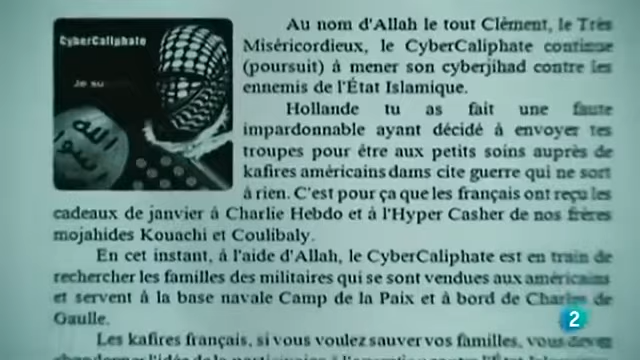 CyberCaliphate
Je su
Au nom d'Allah le tout Clément, le Très
Miséricordieux, le CyberCaliphate continue
(poursuit) à mener son cyberjihad contre les
ennemis de l'État Islamique.
Hollande tu as fait une faute
impardonnable ayant décidé à envoyer tes
troupes pour être aux petits soins auprès de
kafires américains dams cite guerre qui ne sort
à rien. C'est pour ça que les français ont reçu les
cadeaux de janvier à Charlie Hebdo et à l'Hyper Casher de nos frères
mojahides Kouachi et Coulibaly.
En cet instant, à l'aide d'Allah, le CyberCaliphate est en train de
rechercher les familles des militaires qui se sont vendues aux américains
et servent à la base navale Camp de la Paix et à bord de Charles de
Gaulle.
2
Les kafires français, si vous voulez sauver vos familles, vous devez